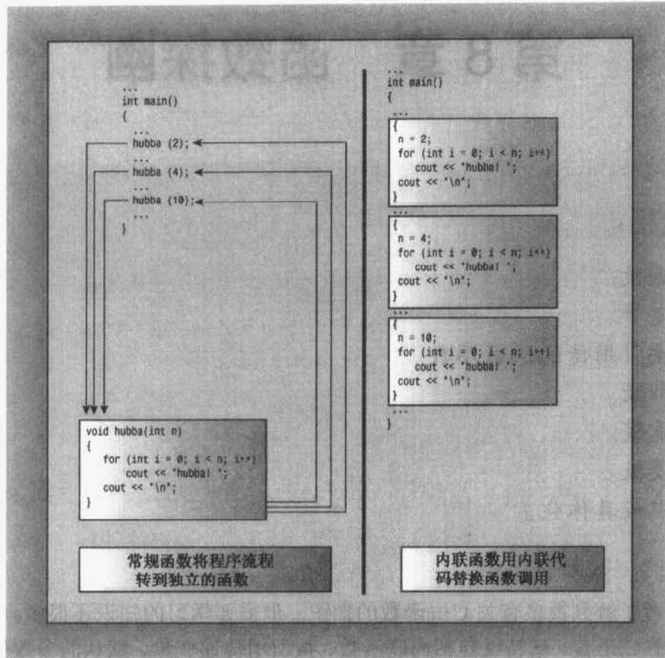 ...
int main()
{
...
hubba (2);
...
hubba (4);
...
hubba (10);
...
}
void hubba(int n)
{
for (int i = 0; i < n; i++)
cout << "hubba! ";
cout << "\n";
}
常规函数将程序流程
转到独立的函数
...
int main()
{
...
{
n = 2;
for (int i = 0; i < n; i++)
cout << "hubba! ";
cout << "\n";
}
...
{
n = 4;
for (int i = 0; i < n; i++)
cout << "hubba! ";
cout << "\n";
}
...
{
n = 10;
for (int i = 0; i < n; i++)
cout << "hubba! ";
cout << "\n";
}
...
}
内联函数用内联代
码替换函数调用